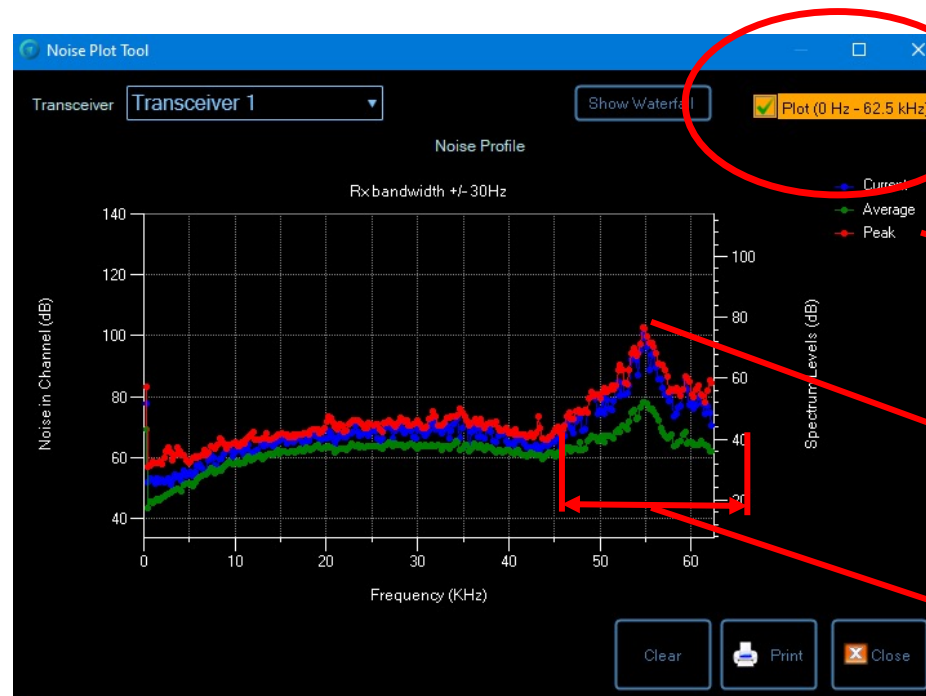 Noise Plot Tool
Transceiver
Transceiver 1
Show Waterfall
Plot (0 Hz - 62.5 kHz)
Noise Profile
Rx bandwidth +/- 30Hz
Current
Average
Peak
140
120
100
80
60
40
100
80
60
40
20
Noise in Channel (dB)
Spectrum Levels (dB)
0
10
20
30
40
50
60
Frequency (KHz)
Clear
Print
Close